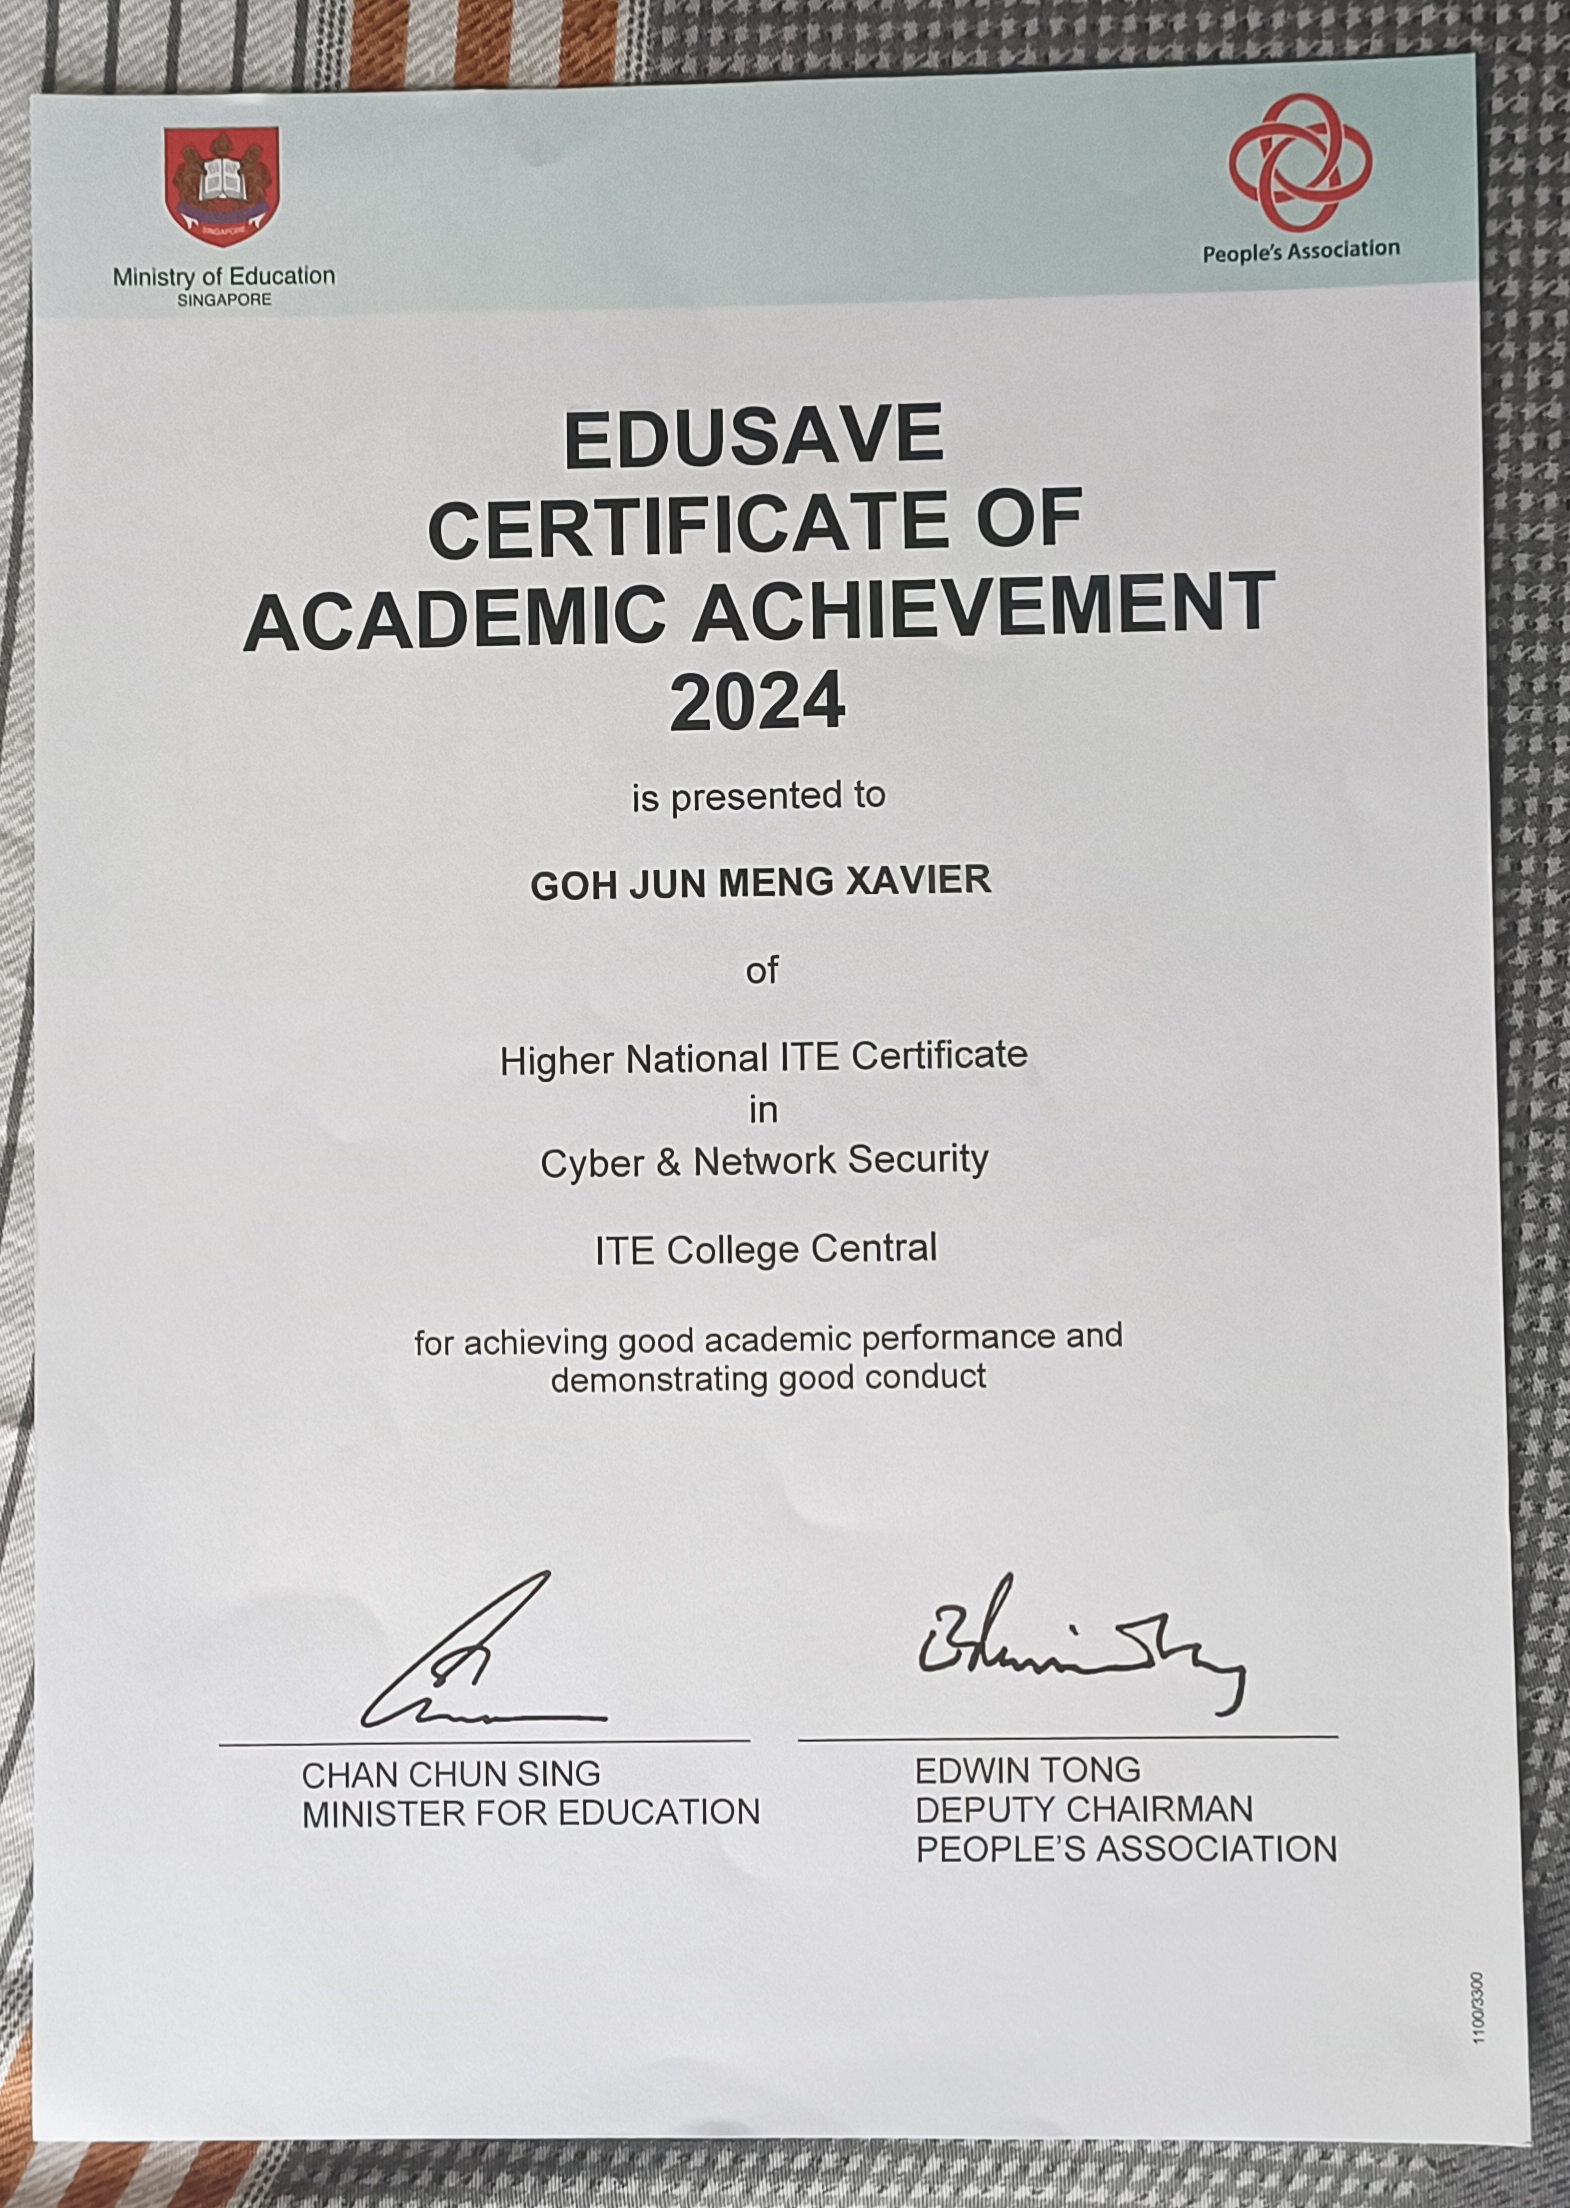 SINGAPORE
Ministry of Education
SINGAPORE
People's Association
EDUSAVE
CERTIFICATE OF
ACADEMIC ACHIEVEMENT
2024
is presented to
GOH JUN MENG XAVIER
of
Higher National ITE Certificate
in
Cyber & Network Security
ITE College Central
for achieving good academic performance and
demonstrating good conduct
CHAN CHUN SING
MINISTER FOR EDUCATION
EDWIN TONG
DEPUTY CHAIRMAN
PEOPLE'S ASSOCIATION
1100/3300